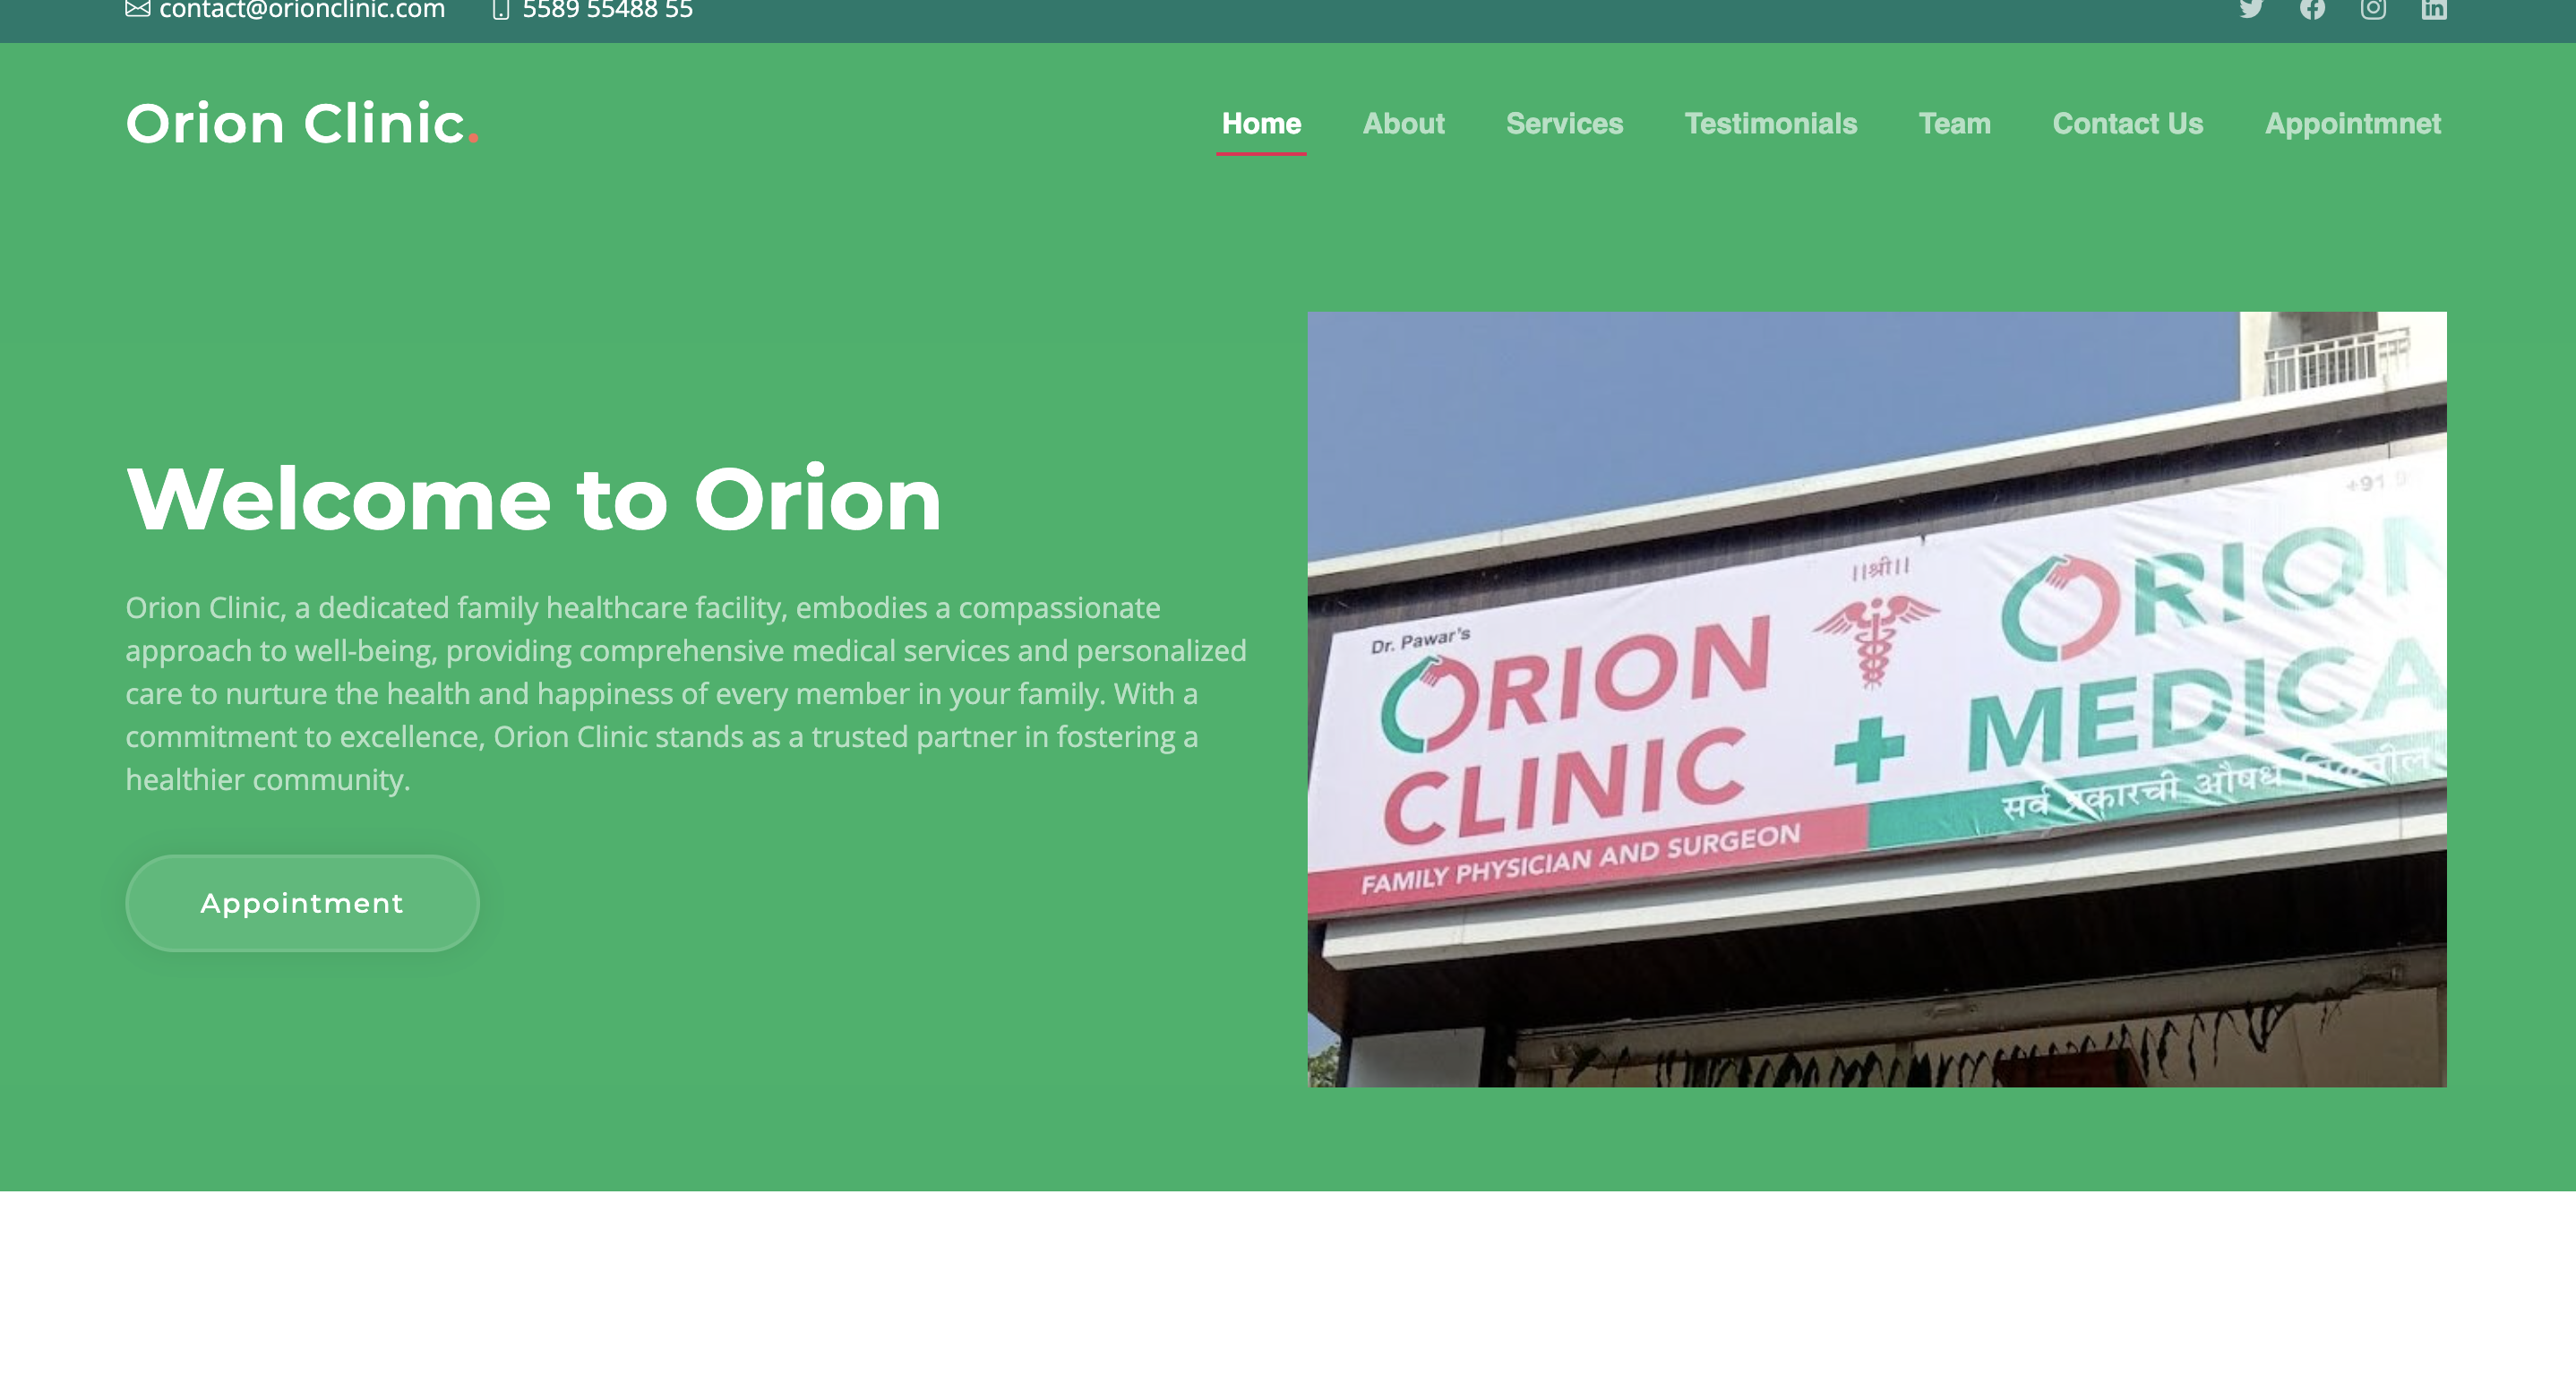 contact@orionclinic.com 5589 55488 55
Orion Clinic.
Home About Services Testimonials Team Contact Us Appointmnet
Welcome to Orion
Orion Clinic, a dedicated family healthcare facility, embodies a compassionate
approach to well-being, providing comprehensive medical services and personalized
care to nurture the health and happiness of every member in your family. With a
commitment to excellence, Orion Clinic stands as a trusted partner in fostering a
healthier community.
Appointment
+91 9
||श्री||
Dr. Pawar's
ORION
CLINIC
FAMILY PHYSICIAN AND SURGEON
ORION
MEDICA
सर्व प्रकारची औषधे